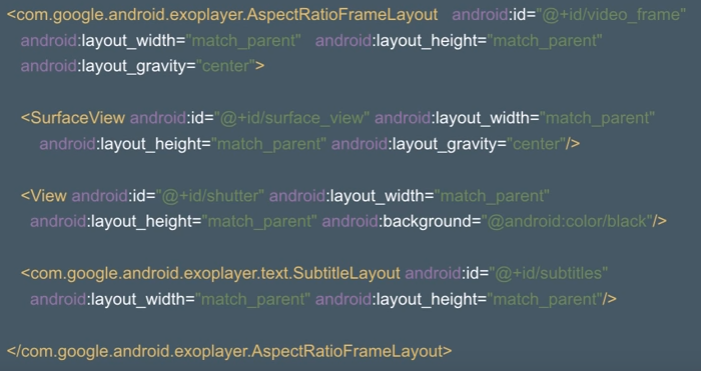 <com.google.android.exoplayer.AspectRatioFrameLayout android:id="@+id/video_frame"
android:layout_width="match_parent" android:layout_height="match_parent"
android:layout_gravity="center">
<SurfaceView android:id="@+id/surface_view" android:layout_width="match_parent"
android:layout_height="match_parent" android:layout_gravity="center"/>
<View android:id="@+id/shutter" android:layout_width="match_parent"
android:layout_height="match_parent" android:background="@android:color/black"/>
<com.google.android.exoplayer.text.SubtitleLayout android:id="@+id/subtitles"
android:layout_width="match_parent" android:layout_height="match_parent"/>
</com.google.android.exoplayer.AspectRatioFrameLayout>